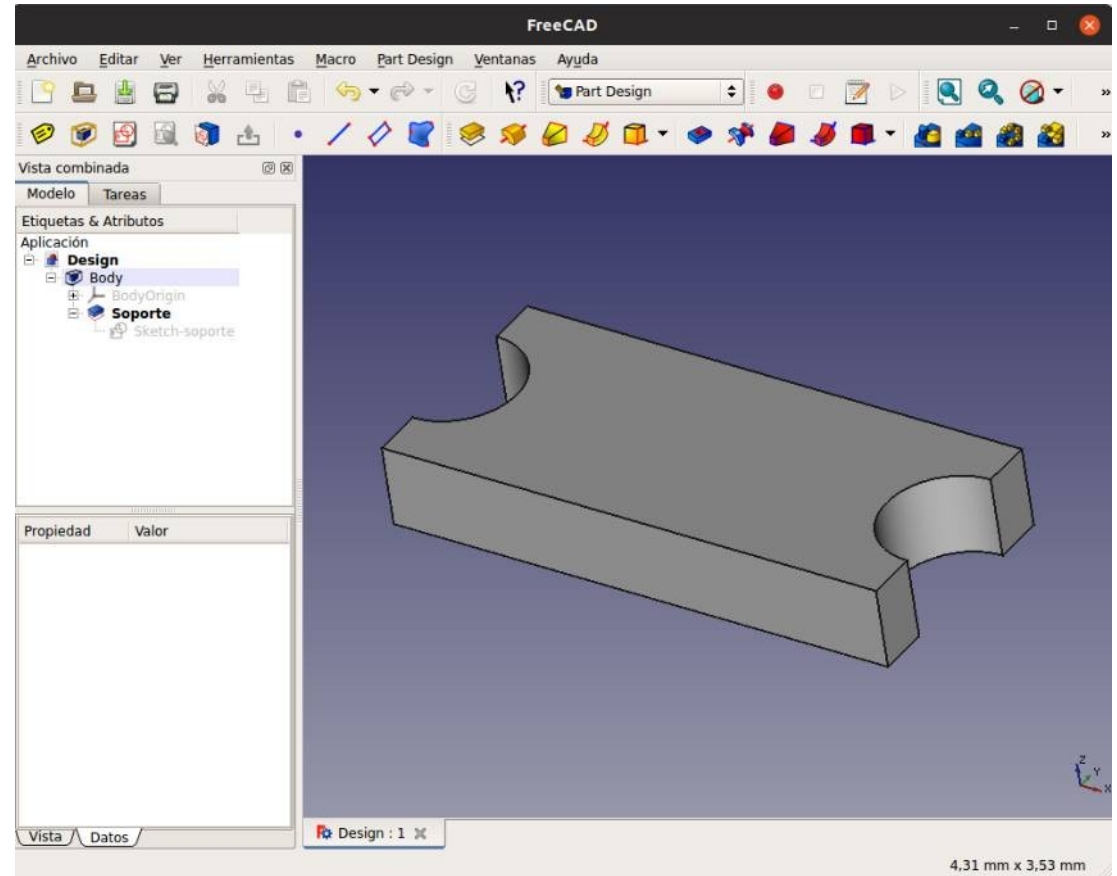 FreeCAD
Archivo Editar Ver Herramientas Macro Part Design Ventanas Ayuda
Part Design
Vista combinada
Modelo Tareas
Etiquetas & Atributos
Aplicación
Design
Body
BodyOrigin
Soporte
Sketch-soporte
Propiedad Valor
Z
Y
X
Vista Datos
Design : 1
4,31 mm x 3,53 mm